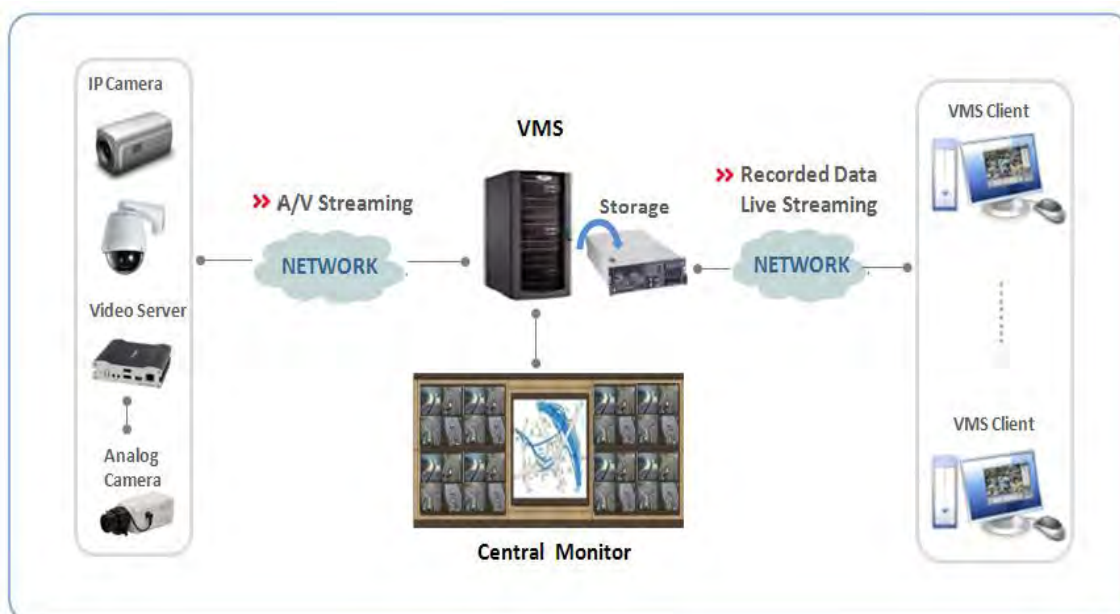 IP Camera
Video Server
Analog
Camera
» A/V Streaming
NETWORK
VMS
Storage
Central Monitor
» Recorded Data
Live Streaming
NETWORK
VMS Client
VMS Client